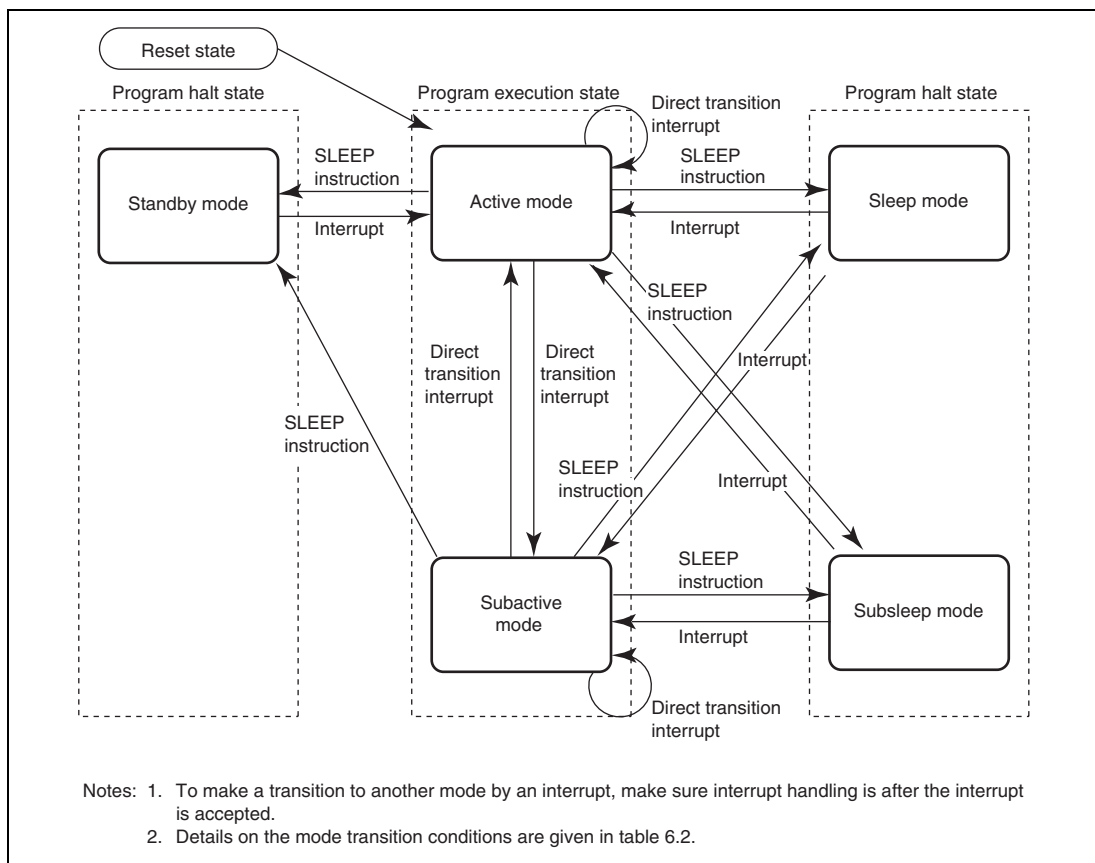 Reset state
Program halt state
Program execution state
Program halt state
Direct transition
interrupt
SLEEP
instruction
SLEEP
instruction
Standby mode
Active mode
Sleep mode
Interrupt
Interrupt
SLEEP
instruction
Direct
transition
interrupt
Direct
transition
interrupt
Interrupt
SLEEP
instruction
SLEEP
instruction
Interrupt
SLEEP
instruction
Subactive
mode
Subsleep mode
Interrupt
Direct transition
interrupt
Notes: 1. To make a transition to another mode by an interrupt, make sure interrupt handling is after the interrupt
is accepted.
2. Details on the mode transition conditions are given in table 6.2.